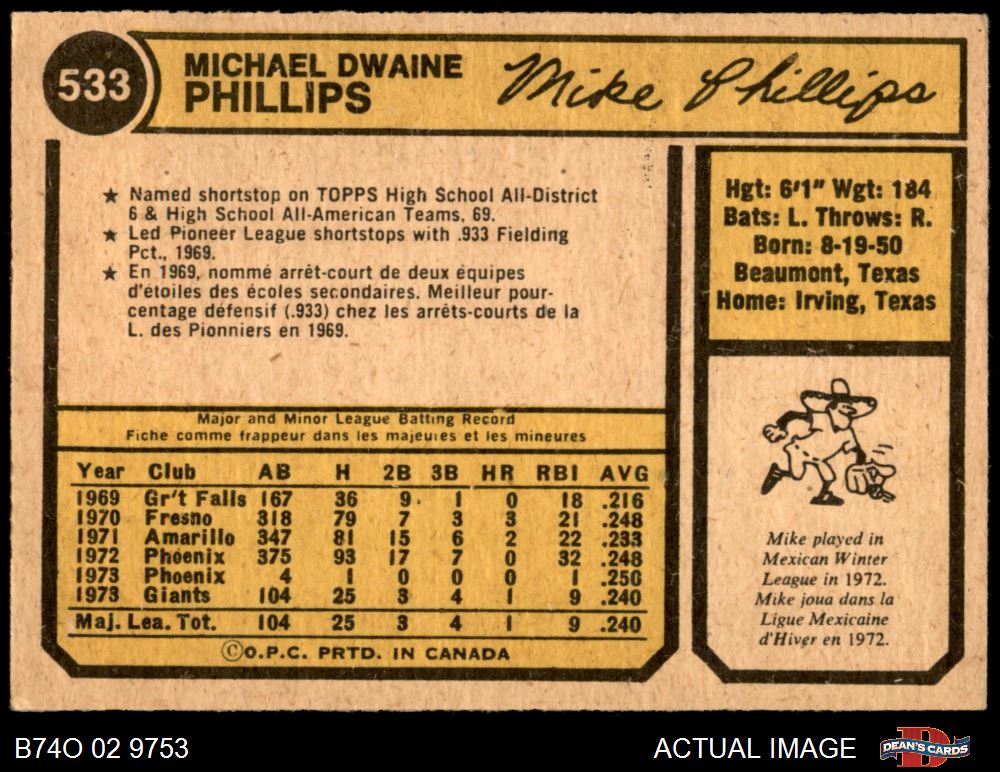 533
MICHAEL DWAINE
PHILLIPS
Mike Phillips
★ Named shortstop on TOPPS High School All-District
6 & High School All-American Teams, 69.
★ Led Pioneer League shortstops with .933 Fielding
Pct., 1969.
★ En 1969, nommé arrêt-court de deux équipes
d'étoiles des écoles secondaires. Meilleur pour-
centage défensif (.933) chez les arrêts-courts de la
L. des Pionniers en 1969.
Major and Minor League Batting Record
Fiche comme frappeur dans les majeures et les mineures
Year Club AB H 2B 3B HR RBI AVG
1969 Gr't Falls 167 36 9 1 0 18 .216
1970 Fresno 318 79 7 3 3 21 .248
1971 Amarillo 347 81 15 6 2 22 .233
1972 Phoenix 375 93 17 7 0 32 .248
1973 Phoenix 4 1 0 0 0 1 .250
1973 Giants 104 25 3 4 1 9 .240
Maj. Lea. Tot. 104 25 3 4 1 9 .240
©O.P.C. PRTD. IN CANADA
Hgt: 6'1" Wgt: 184
Bats: L. Throws: R.
Born: 8-19-50
Beaumont, Texas
Home: Irving, Texas
Mike played in
Mexican Winter
League in 1972.
Mike joua dans la
Ligue Mexicaine
d'Hiver en 1972.
B74O 02 9753
ACTUAL IMAGE
DEAN'S CARDS